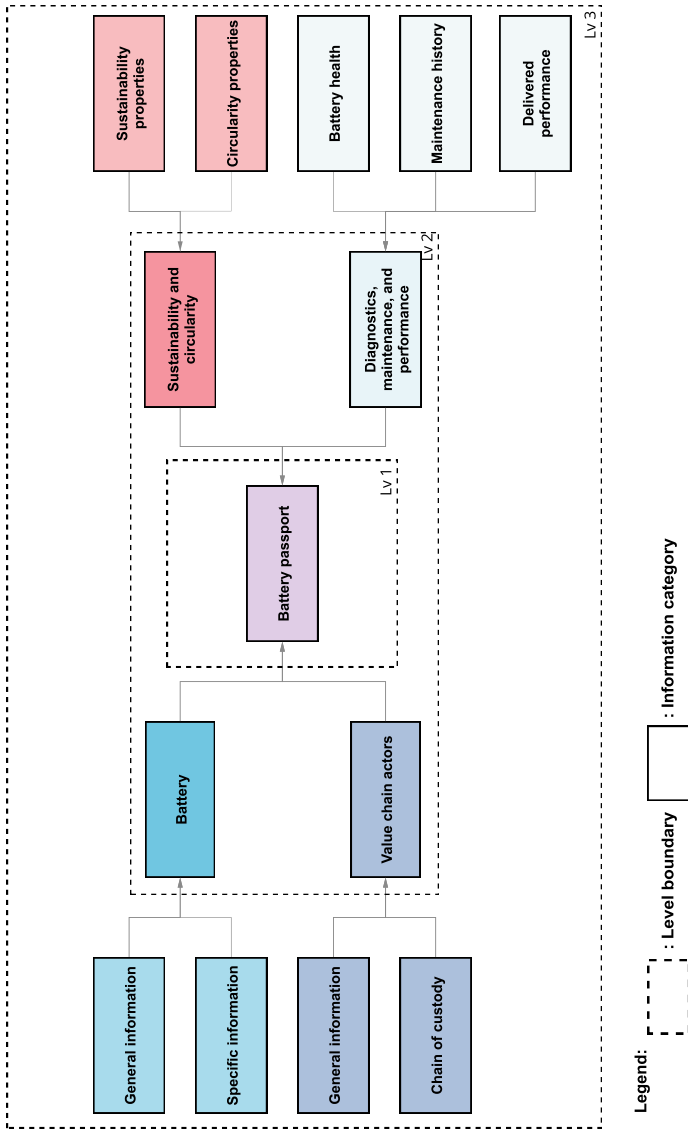 General information
Sustainability
properties
Battery
Sustainability and
circularity
Specific information
Circularity properties
Battery passport
General information
Battery health
Value chain actors
Lv 1
Diagnostics,
maintenance, and
performance
Chain of custody
Lv 2
Maintenance history
Delivered
performance
Lv 3
Legend:
: Level boundary
: Information category